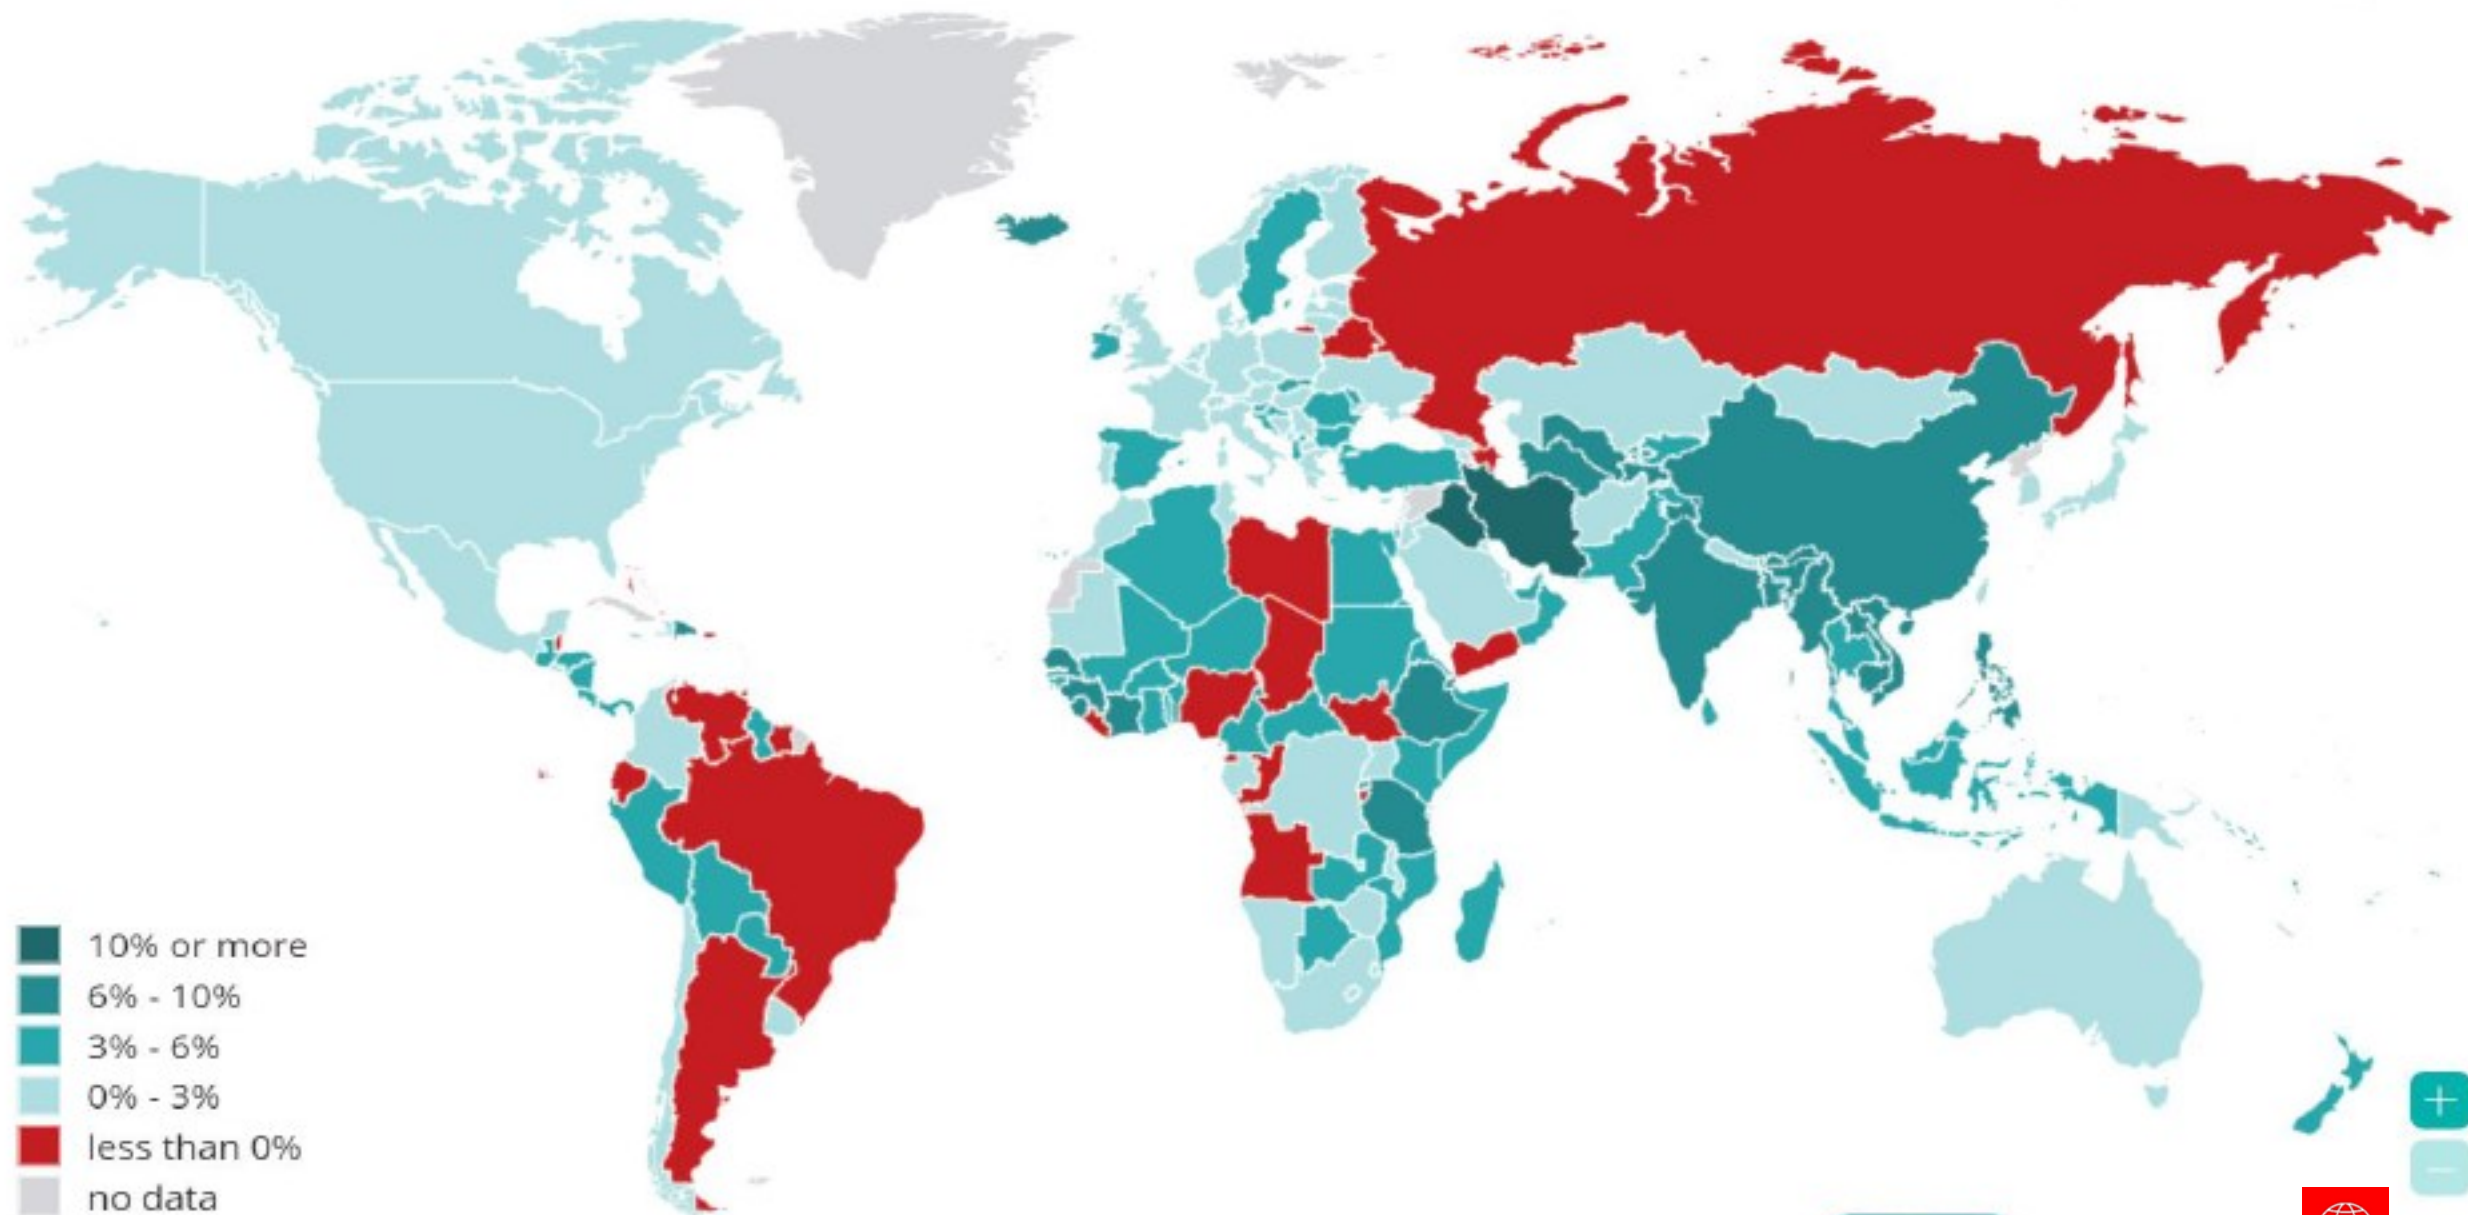 10% or more
6% - 10%
3% - 6%
0% - 3%
less than 0%
no data